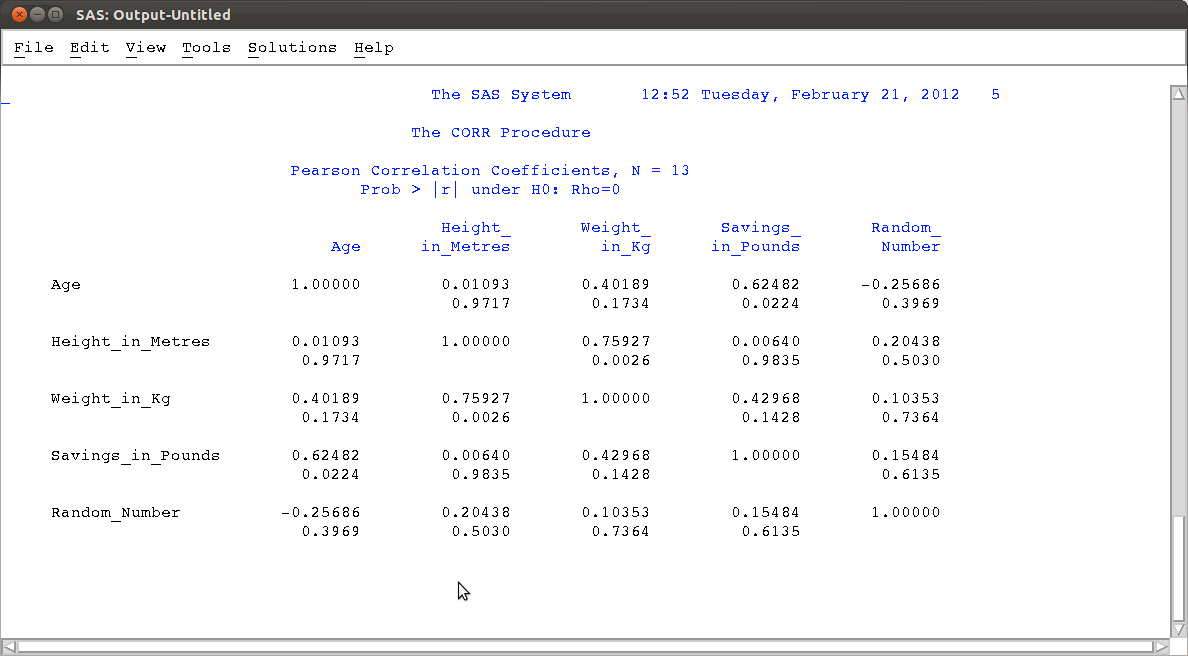 SAS: Output-Untitled
File Edit View Tools Solutions Help
The SAS System 12:52 Tuesday, February 21, 2012 5
The CORR Procedure
Pearson Correlation Coefficients, N = 13
Prob > |r| under H0: Rho=0
Height_ Weight_ Savings_ Random_
Age in_Metres in_Kg in_Pounds Number
Age 1.00000 0.01093 0.40189 0.62482 -0.25686
0.9717 0.1734 0.0224 0.3969
Height_in_Metres 0.01093 1.00000 0.75927 0.00640 0.20438
0.9717 0.0026 0.9835 0.5030
Weight_in_Kg 0.40189 0.75927 1.00000 0.42968 0.10353
0.1734 0.0026 0.1428 0.7364
Savings_in_Pounds 0.62482 0.00640 0.42968 1.00000 0.15484
0.0224 0.9835 0.1428 0.6135
Random_Number -0.25686 0.20438 0.10353 0.15484 1.00000
0.3969 0.5030 0.7364 0.6135